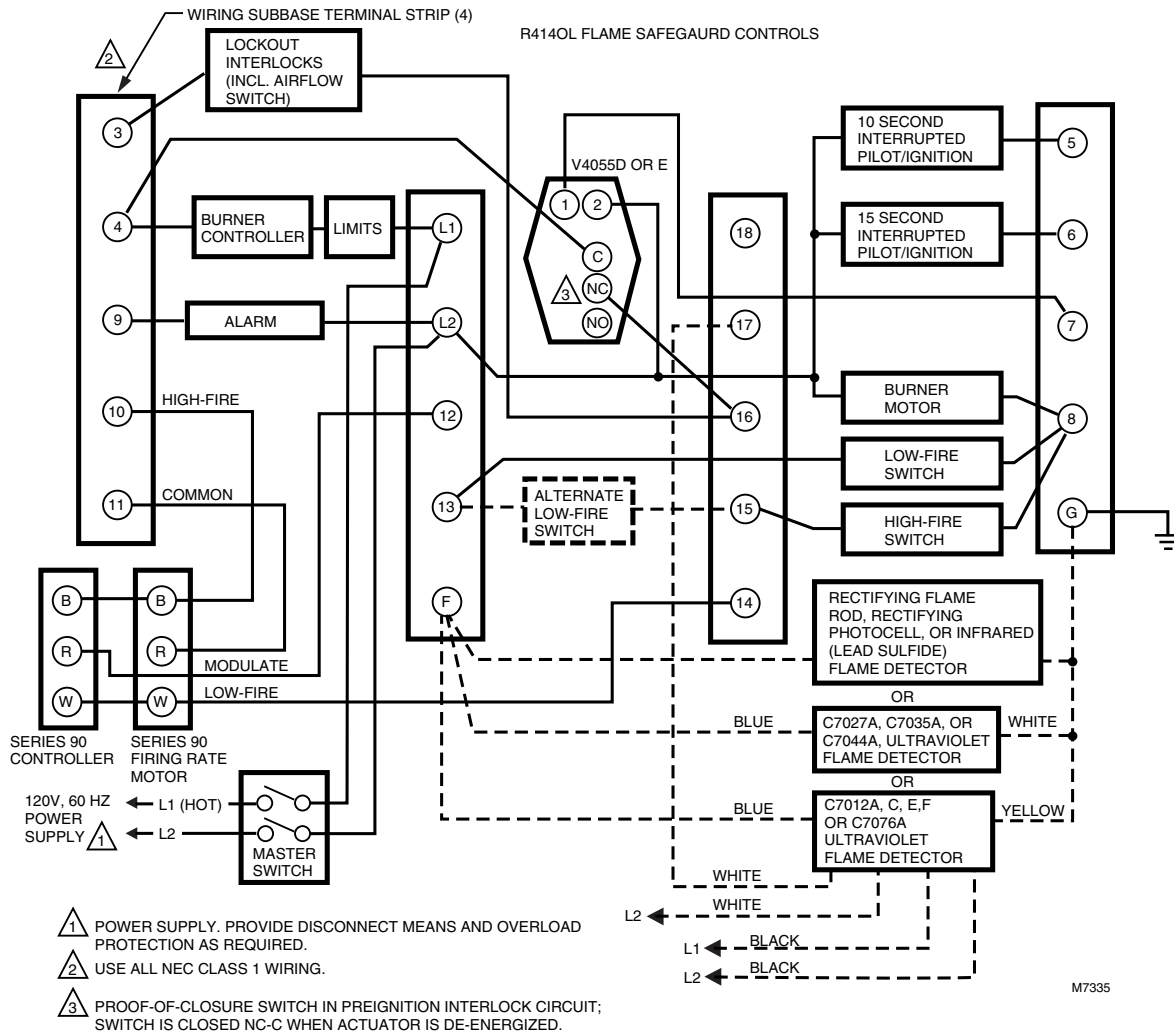 WIRING SUBBASE TERMINAL STRIP (4)
R414OL FLAME SAFEGAURD CONTROLS
2
LOCKOUT
INTERLOCKS
(INCL. AIRFLOW
SWITCH)
3
4
9
10
11
BURNER
CONTROLLER
LIMITS
ALARM
HIGH-FIRE
COMMON
L1
L2
12
13
F
V4055D OR E
1
2
C
NC
NO
3
18
17
16
15
14
10 SECOND
INTERRUPTED
PILOT/IGNITION
15 SECOND
INTERRUPTED
PILOT/IGNITION
BURNER
MOTOR
LOW-FIRE
SWITCH
HIGH-FIRE
SWITCH
5
6
7
8
G
ALTERNATE
LOW-FIRE
SWITCH
B
R
W
B
R
W
MODULATE
LOW-FIRE
SERIES 90
CONTROLLER
SERIES 90
FIRING RATE
MOTOR
RECTIFYING FLAME
ROD, RECTIFYING
PHOTOCELL, OR INFRARED
(LEAD SULFIDE)
FLAME DETECTOR
OR
BLUE
C7027A, C7035A, OR
C7044A, ULTRAVIOLET
FLAME DETECTOR
WHITE
OR
BLUE
C7012A, C, E,F
OR C7076A
ULTRAVIOLET
FLAME DETECTOR
YELLOW
120V, 60 HZ
POWER
SUPPLY
1
L1 (HOT)
L2
MASTER
SWITCH
WHITE
L2
WHITE
L1
BLACK
L2
BLACK
1
POWER SUPPLY. PROVIDE DISCONNECT MEANS AND OVERLOAD
PROTECTION AS REQUIRED.
2
USE ALL NEC CLASS 1 WIRING.
3
PROOF-OF-CLOSURE SWITCH IN PREIGNITION INTERLOCK CIRCUIT;
SWITCH IS CLOSED NC-C WHEN ACTUATOR IS DE-ENERGIZED.
M7335